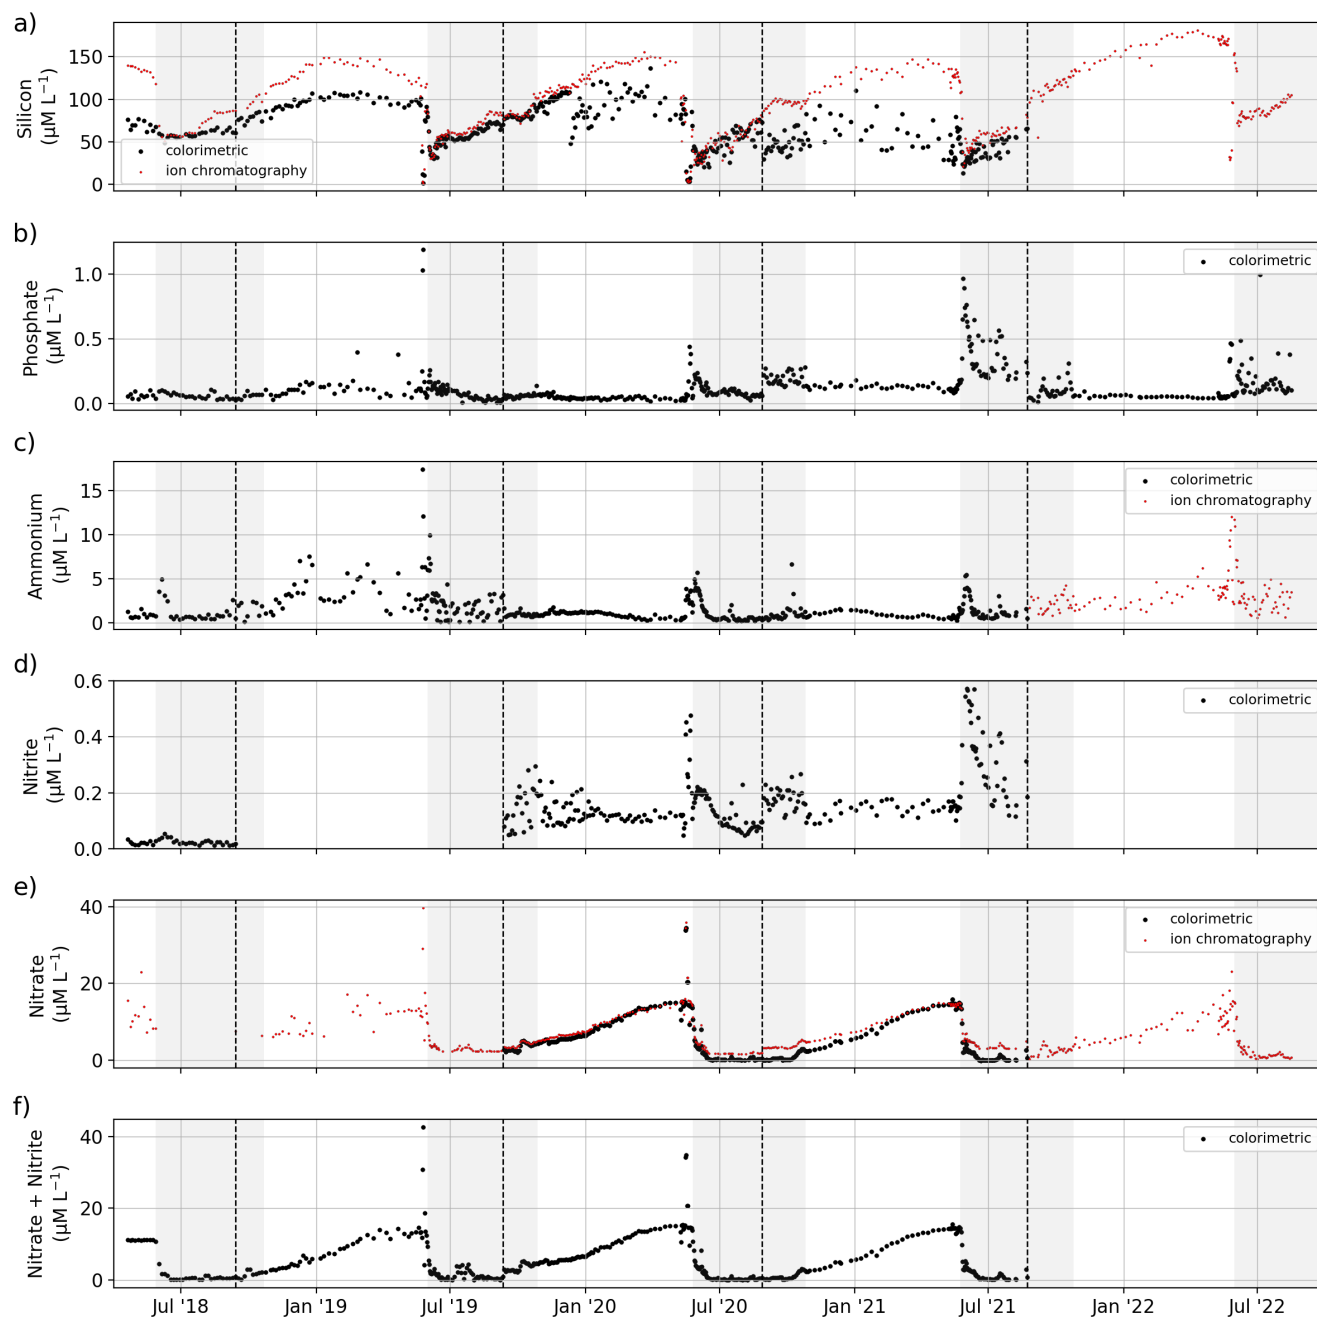 a)
Silicon
(µM L⁻¹)
150
100
50
0
colorimetric
ion chromatography
b)
Phosphate
(µM L⁻¹)
1.0
0.5
0.0
colorimetric
c)
Ammonium
(µM L⁻¹)
15
10
5
0
colorimetric
ion chromatography
d)
Nitrite
(µM L⁻¹)
0.6
0.4
0.2
0.0
colorimetric
e)
Nitrate
(µM L⁻¹)
40
20
0
colorimetric
ion chromatography
f)
Nitrate + Nitrite
(µM L⁻¹)
40
20
0
colorimetric
Jul '18 Jan '19 Jul '19 Jan '20 Jul '20 Jan '21 Jul '21 Jan '22 Jul '22